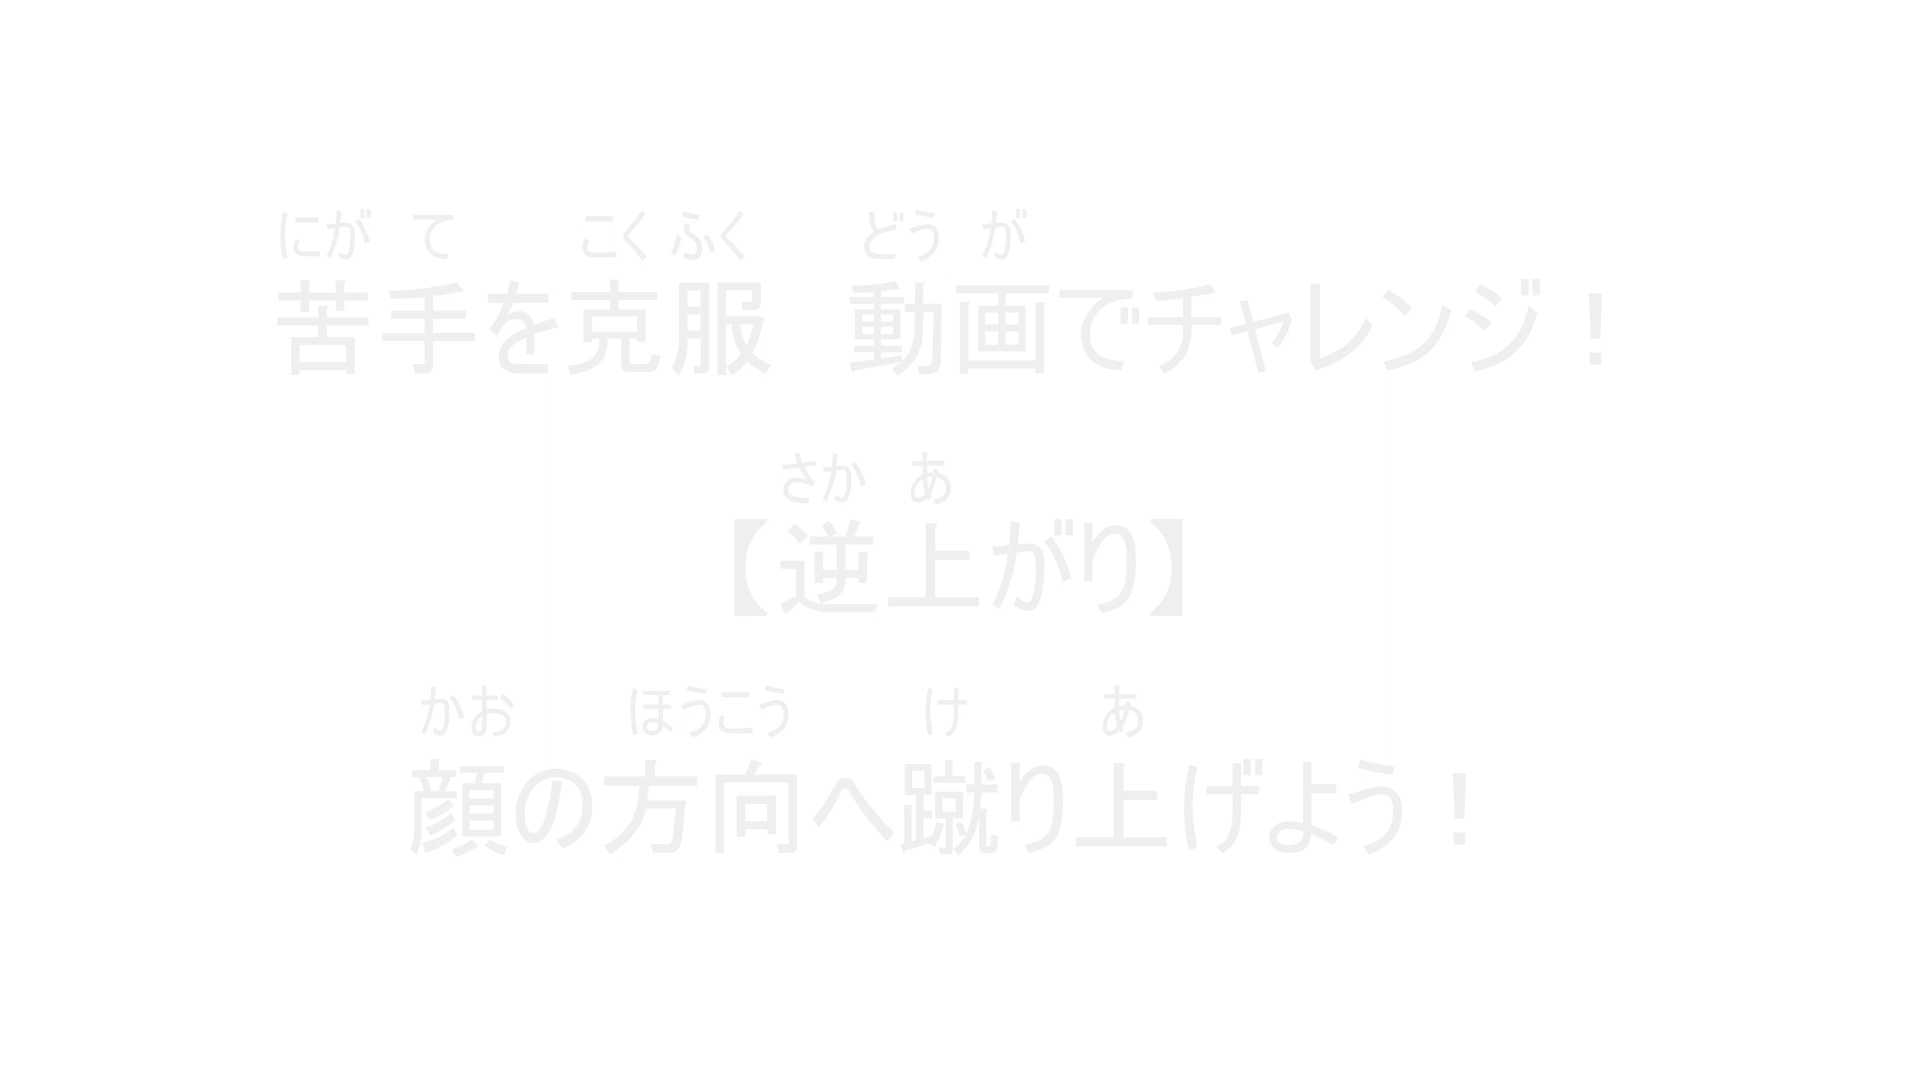 にが て こくふく どう が
苦手を克服　動画でチャレンジ！
さか あ
【逆上がり】
かお ほうこう け あ
顔の方向へ蹴り上げよう！